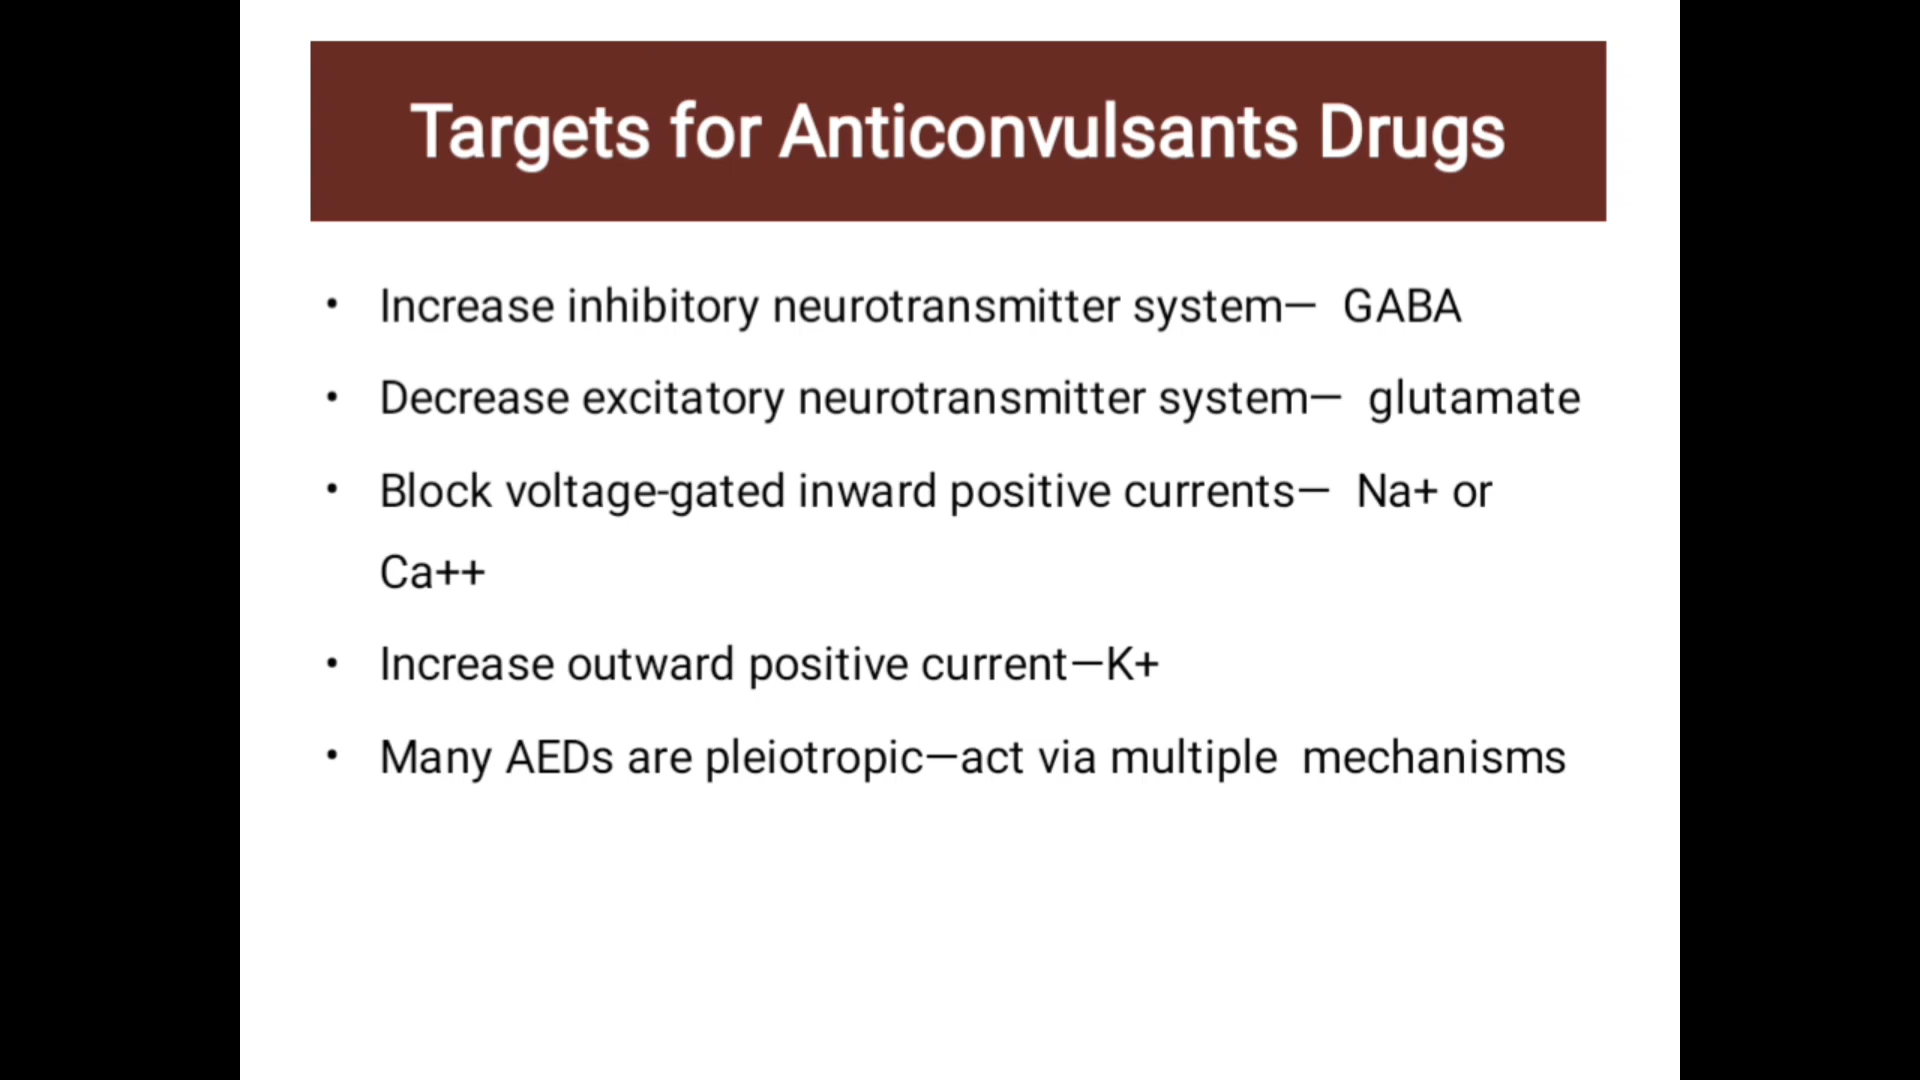 Targets for Anticonvulsants Drugs
• Increase inhibitory neurotransmitter system— GABA
• Decrease excitatory neurotransmitter system— glutamate
• Block voltage-gated inward positive currents— Na+ or
Ca++
• Increase outward positive current—K+
• Many AEDs are pleiotropic—act via multiple mechanisms